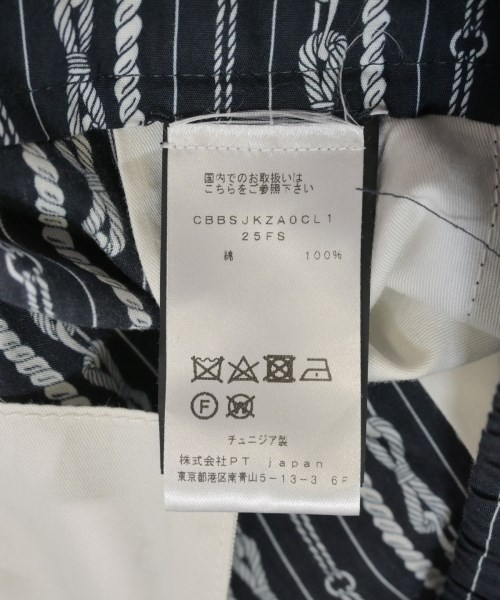 国内でのお取扱いは
こちらをご参照下さい
CBBSJKZA0CL1
25FS
綿 100%
F
W
チュニジア製
株式会社PT japan
東京都港区南青山5-13-3 6F